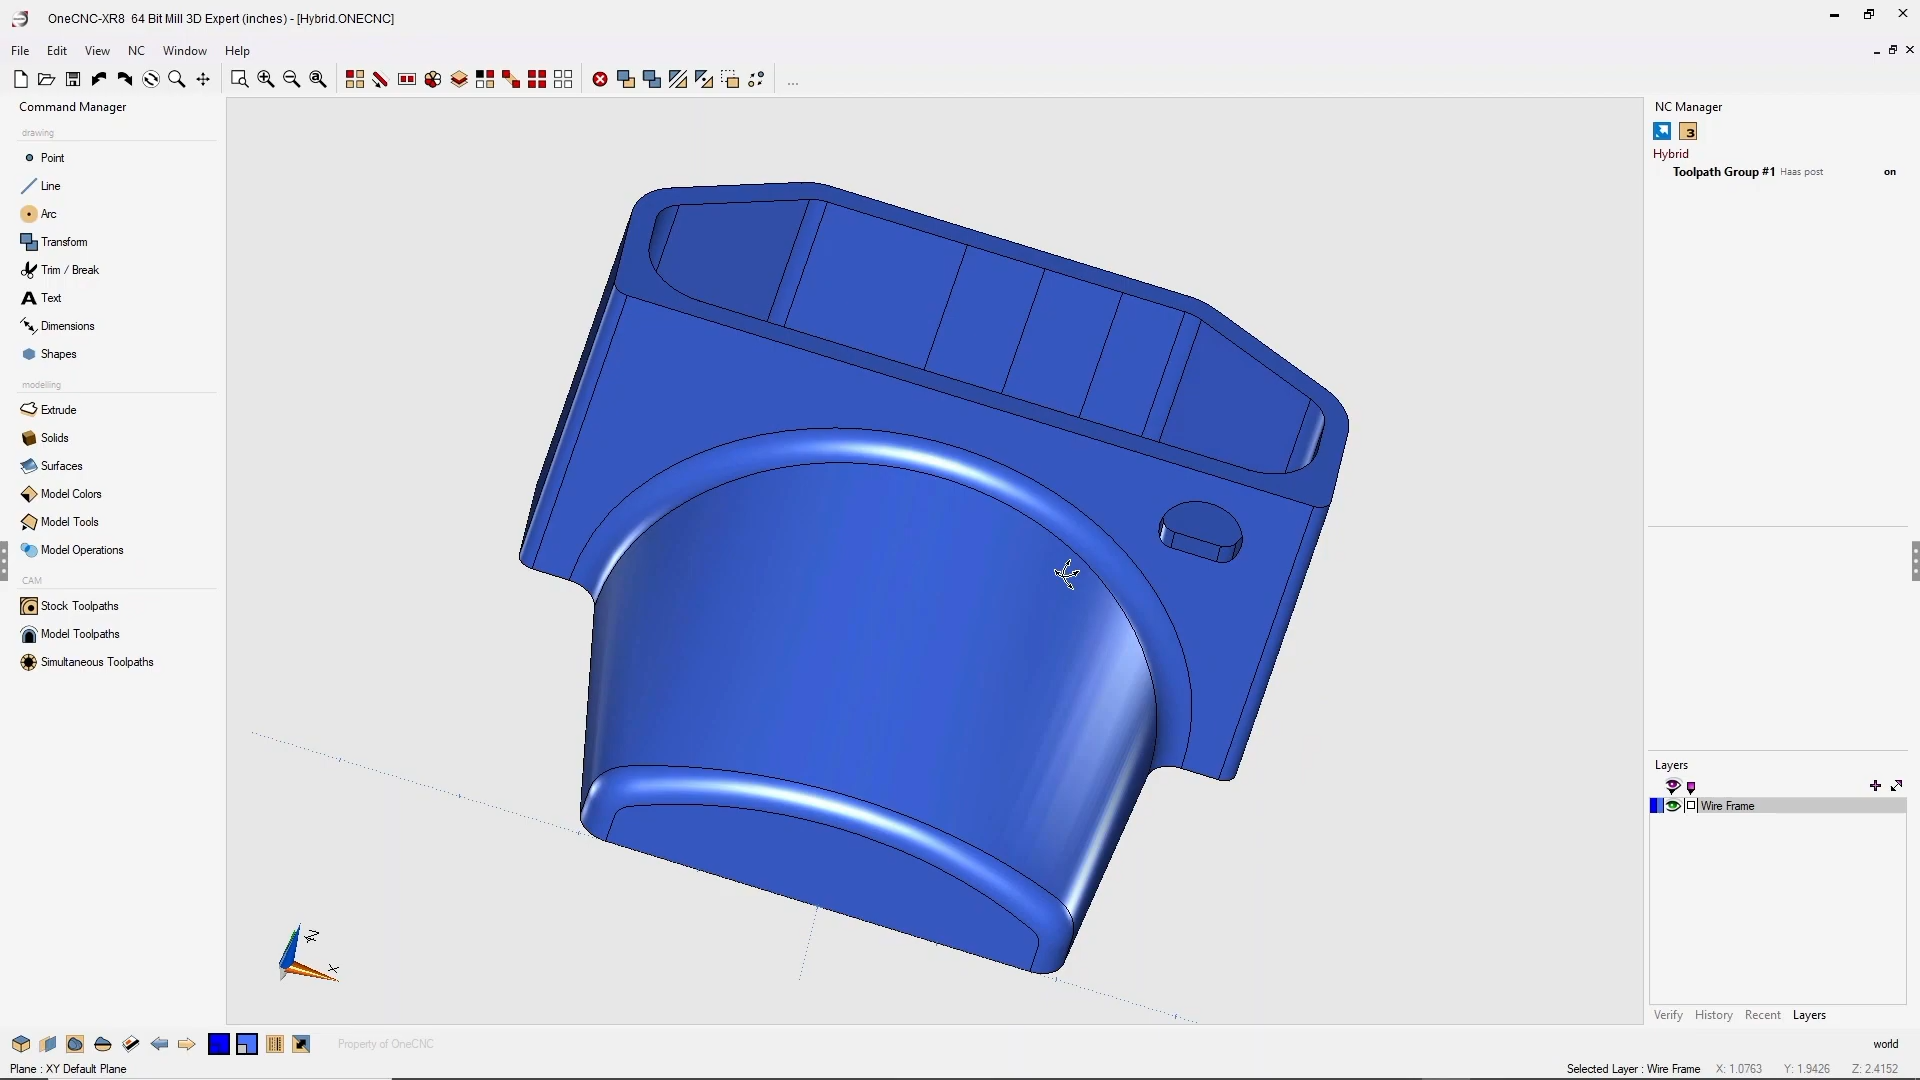 OneCNC-XR8 64 Bit Mill 3D Expert (inches) - [Hybrid.ONECNC]
File Edit View NC Window Help
...
Command Manager
drawing
Point
Line
Arc
Transform
Trim / Break
A Text
Dimensions
Shapes
modelling
Extrude
Solids
Surfaces
Model Colors
Model Tools
Model Operations
CAM
Stock Toolpaths
Model Toolpaths
Simultaneous Toolpaths
Z
X
NC Manager
3
Hybrid
Toolpath Group #1 Haas post on
Layers
Wire Frame
Verify History Recent Layers
Property of OneCNC
world
Plane : XY Default Plane
Selected Layer : Wire Frame X: 1.0763 Y: 1.9426 Z: 2.4152